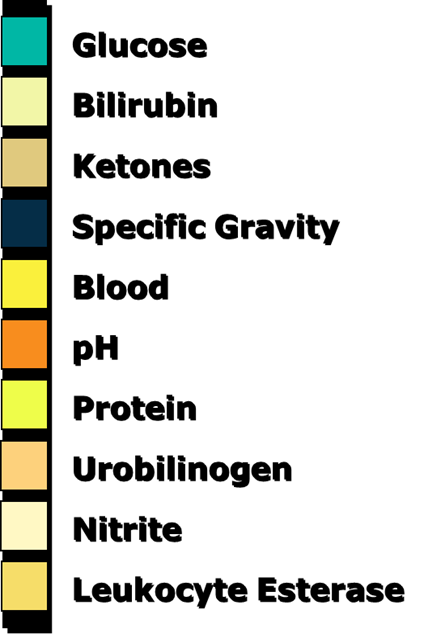 Glucose
Bilirubin
Ketones
Specific Gravity
Blood
pH
Protein
Urobilinogen
Nitrite
Leukocyte Esterase